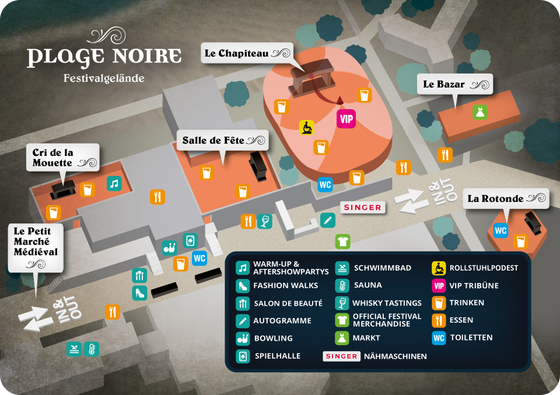 PLAGE NOIRE
Festivalgelände
Le Chapiteau
Le Bazar
VIP
Salle de Fête
Cri de la
Mouette
WC
La Rotonde
IN &
OUT
SINGER
WC
Le Petit
Marché
Médiéval
WC
IN &
OUT
WARM-UP &
AFTERSHOWPARTYS
FASHION WALKS
SALON DE BEAUTÉ
AUTOGRAMME
BOWLING
SPIELHALLE
SCHWIMMBAD
SAUNA
WHISKY TASTINGS
OFFICIAL FESTIVAL
MERCHANDISE
MARKT
SINGER NÄHMASCHINEN
ROLLSTUHLPODEST
VIP VIP TRIBÜNE
TRINKEN
ESSEN
WC TOILETTEN